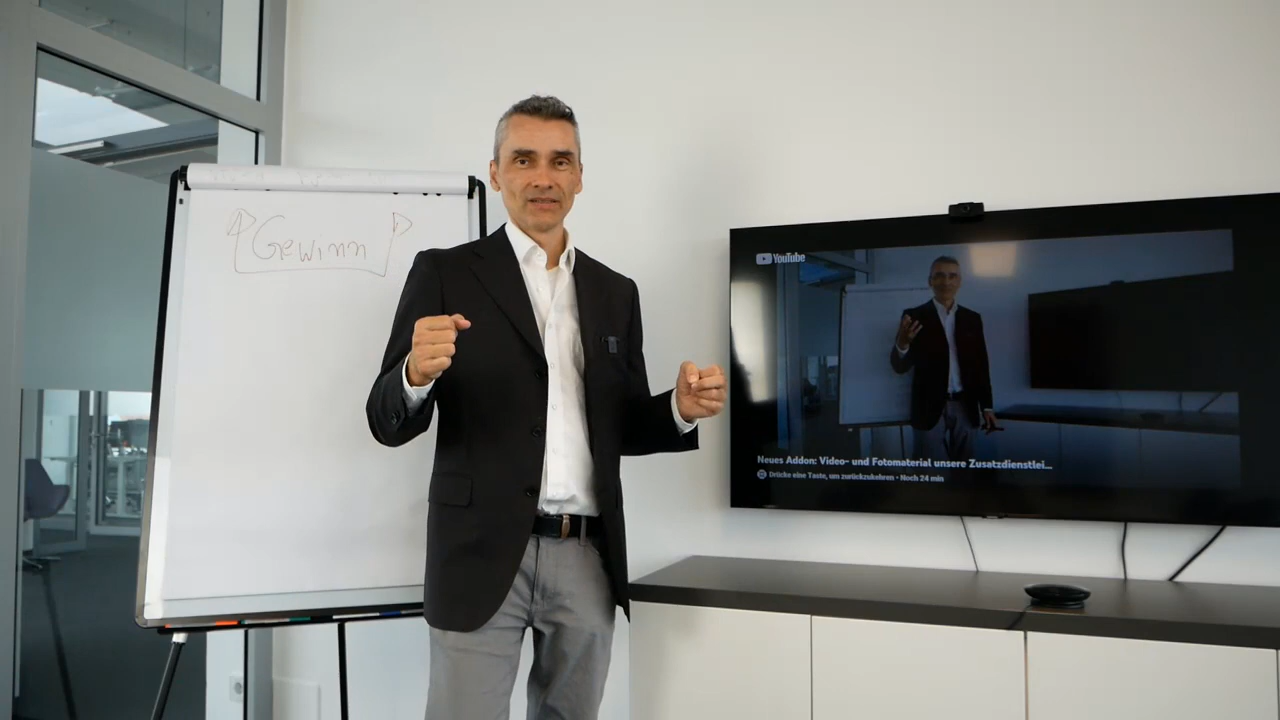 Gewinn
YouTube
Neues Addon: Video- und Fotomaterial unsere Zusatzdienstlei...
Drücke eine Taste, um zurückzukehren • Noch 24 min